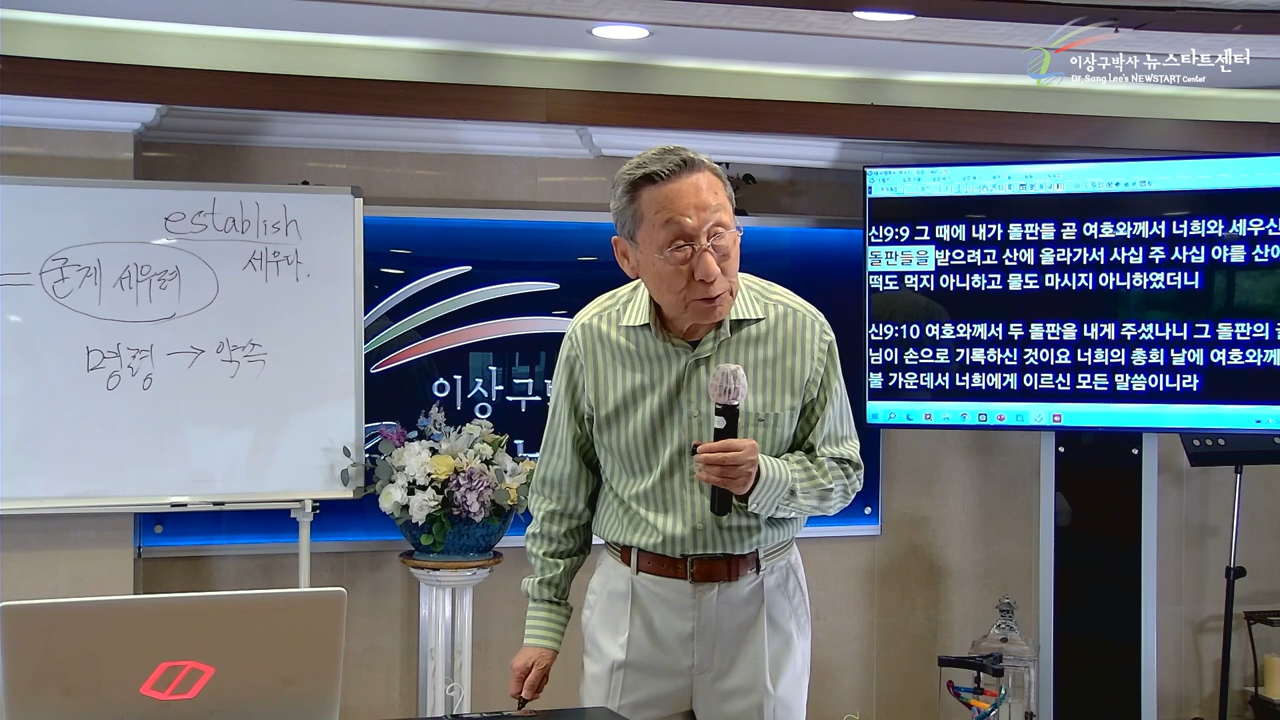 이상구박사 뉴스타트센터
Dr. Sang Lee's NEWSTART Center
establish
= 굳게 세우려
세우다.
명령 → 약속
이상구
신9:9 그 때에 내가 돌판들 곧 여호와께서 너희와 세우신
돌판들을 받으려고 산에 올라가서 사십 주 사십 야를 산에
떡도 먹지 아니하고 물도 마시지 아니하였더니
신9:10 여호와께서 두 돌판을 내게 주셨나니 그 돌판의 글
님이 손으로 기록하신 것이요 너희의 총회 날에 여호와께
불 가운데서 너희에게 이르신 모든 말씀이니라